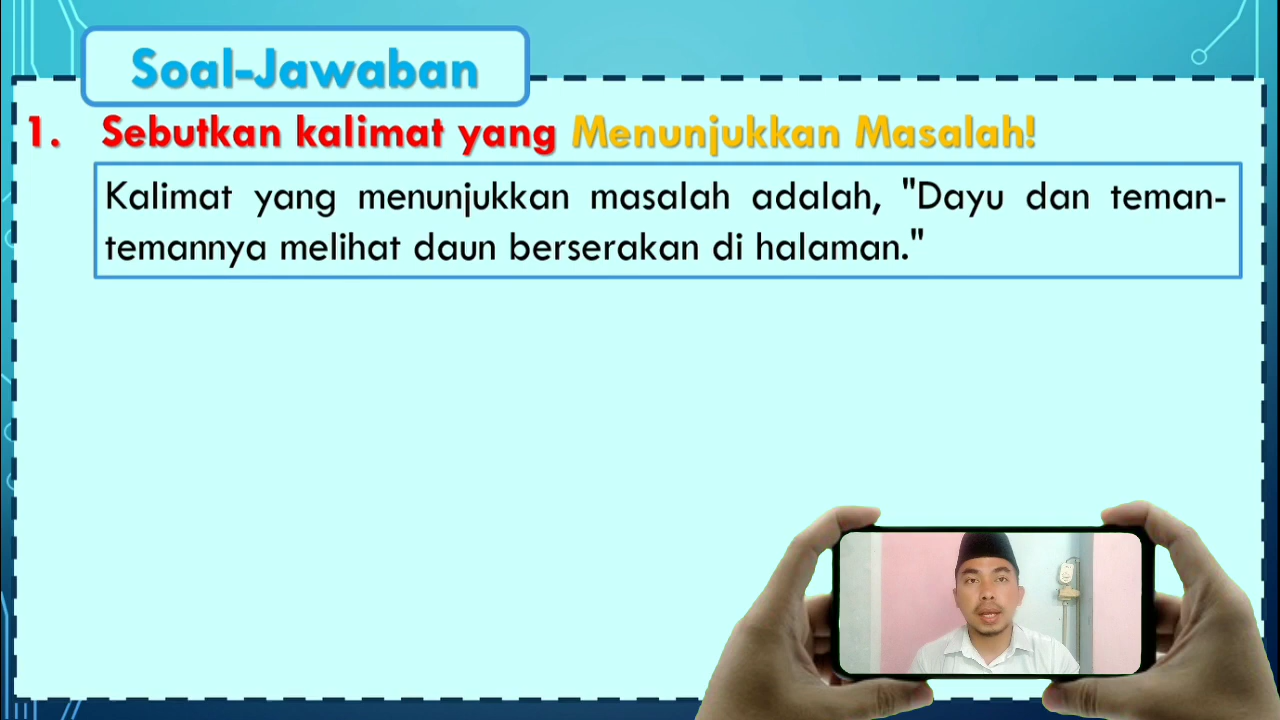 Soal-Jawaban
1. Sebutkan kalimat yang Menunjukkan Masalah!
Kalimat yang menunjukkan masalah adalah, "Dayu dan teman-
temannya melihat daun berserakan di halaman."